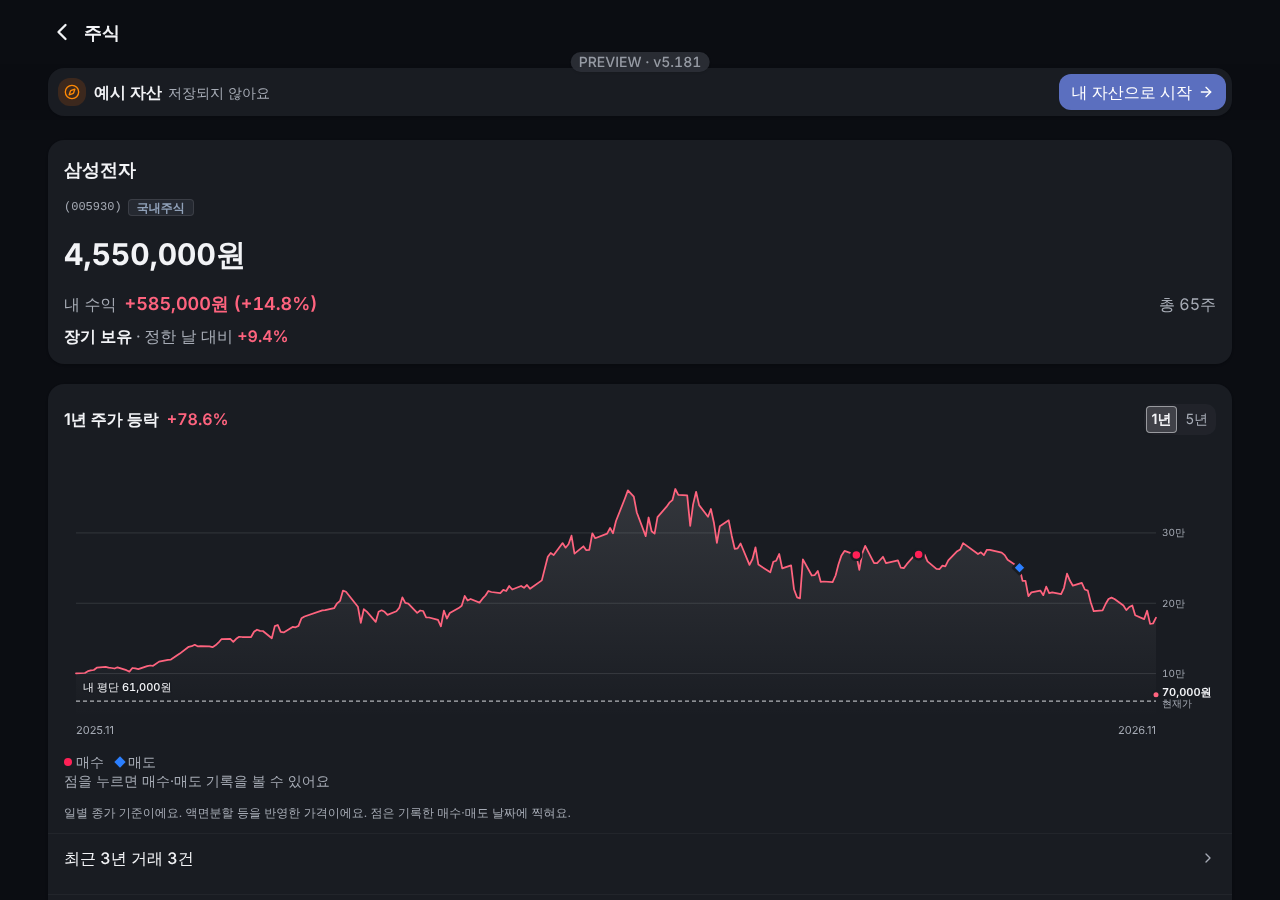 주식
PREVIEW · v5.181
예시 자산 저장되지 않아요
내 자산으로 시작 →
삼성전자
(005930) 국내주식
4,550,000원
내 수익 +585,000원 (+14.8%)
총 65주
장기 보유 · 정한 날 대비 +9.4%
1년 주가 등락 +78.6%
1년 5년
30만
20만
10만
내 평단 61,000원
70,000원
현재가
2025.11
2026.11
매수 매도
점을 누르면 매수·매도 기록을 볼 수 있어요
일별 종가 기준이에요. 액면분할 등을 반영한 가격이에요. 점은 기록한 매수·매도 날짜에 찍혀요.
최근 3년 거래 3건